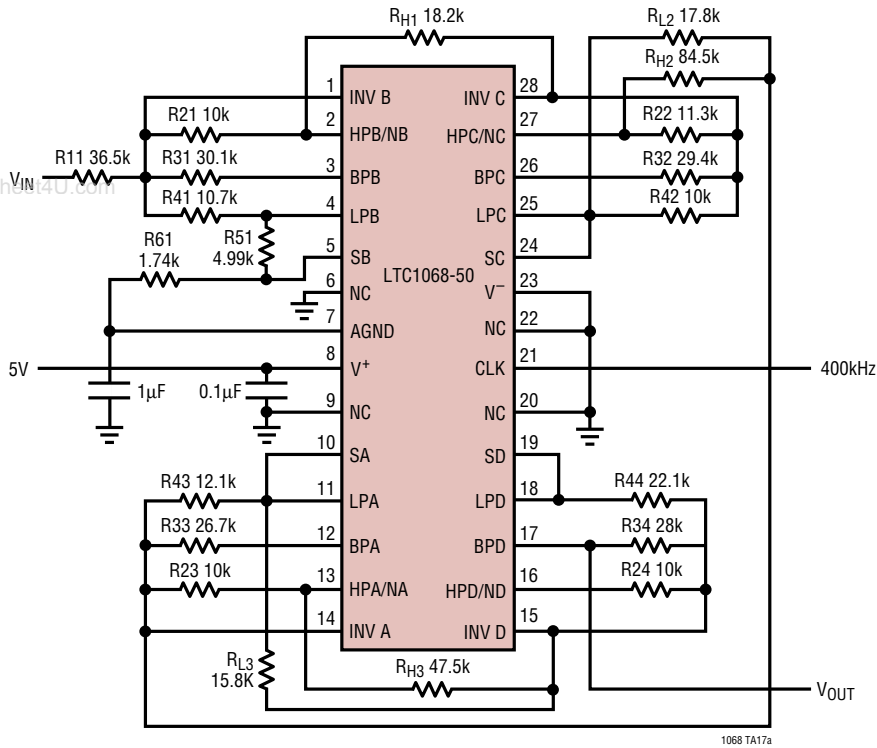 RH1 18.2k
RL2 17.8k
RH2 84.5k
1 INV B
INV C 28
R21 10k
2 HPB/NB
HPC/NC 27
R22 11.3k
VIN
R11 36.5k
R31 30.1k
3 BPB
BPC 26
R32 29.4k
heet4U.com
R41 10.7k
4 LPB
LPC 25
R42 10k
R61
1.74k
R51
4.99k
5 SB
SC 24
LTC1068-50
6 NC
V– 23
7 AGND
NC 22
5V
8 V+
CLK 21
400kHz
1µF
0.1µF
9 NC
NC 20
10 SA
SD 19
R43 12.1k
11 LPA
LPD 18
R44 22.1k
R33 26.7k
12 BPA
BPD 17
R34 28k
R23 10k
13 HPA/NA
HPD/ND 16
R24 10k
14 INV A
INV D 15
RL3
15.8K
RH3 47.5k
VOUT
1068 TA17a